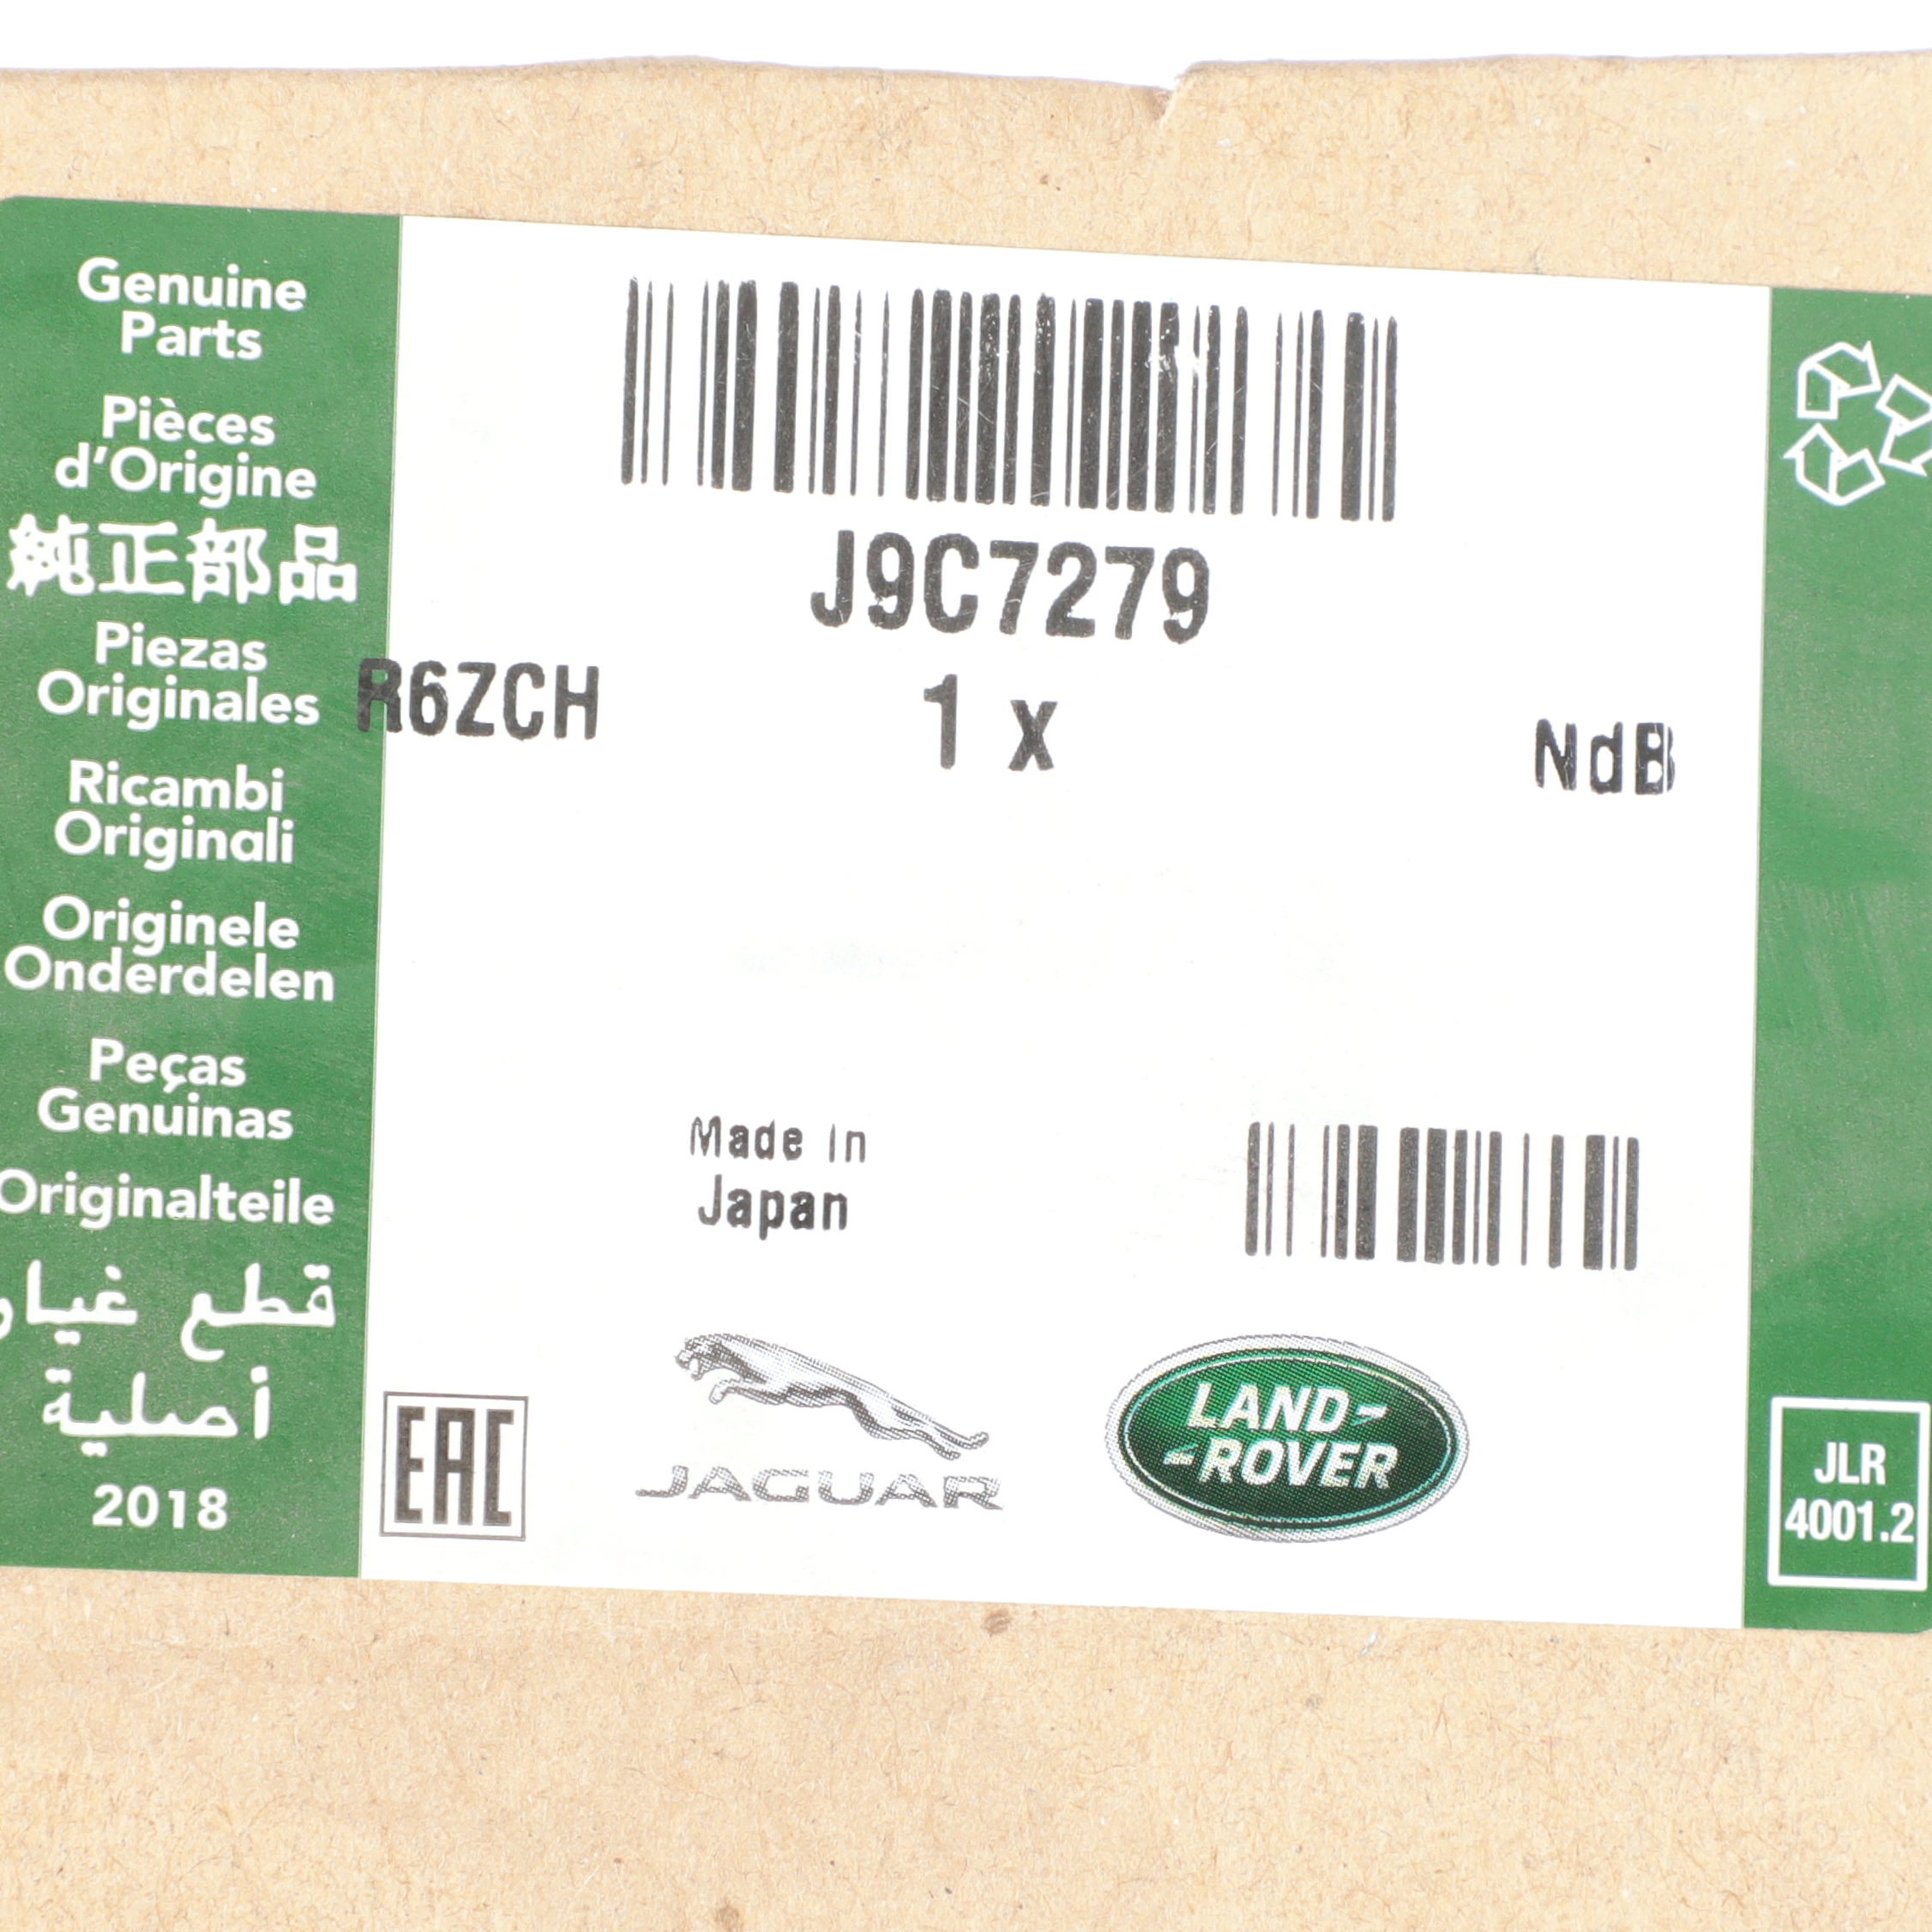 Genuine
Parts
Pièces
d'Origine
純正部品
Piezas
Originales
Ricambi
Originali
Originele
Onderdelen
Peças
Genuinas
Originalteile
قطع غيار
أصلية
2018
J9C7279
R6ZCH
1 x
NdB
Made in
Japan
EAC
JAGUAR
LAND-
-ROVER
JLR
4001.2